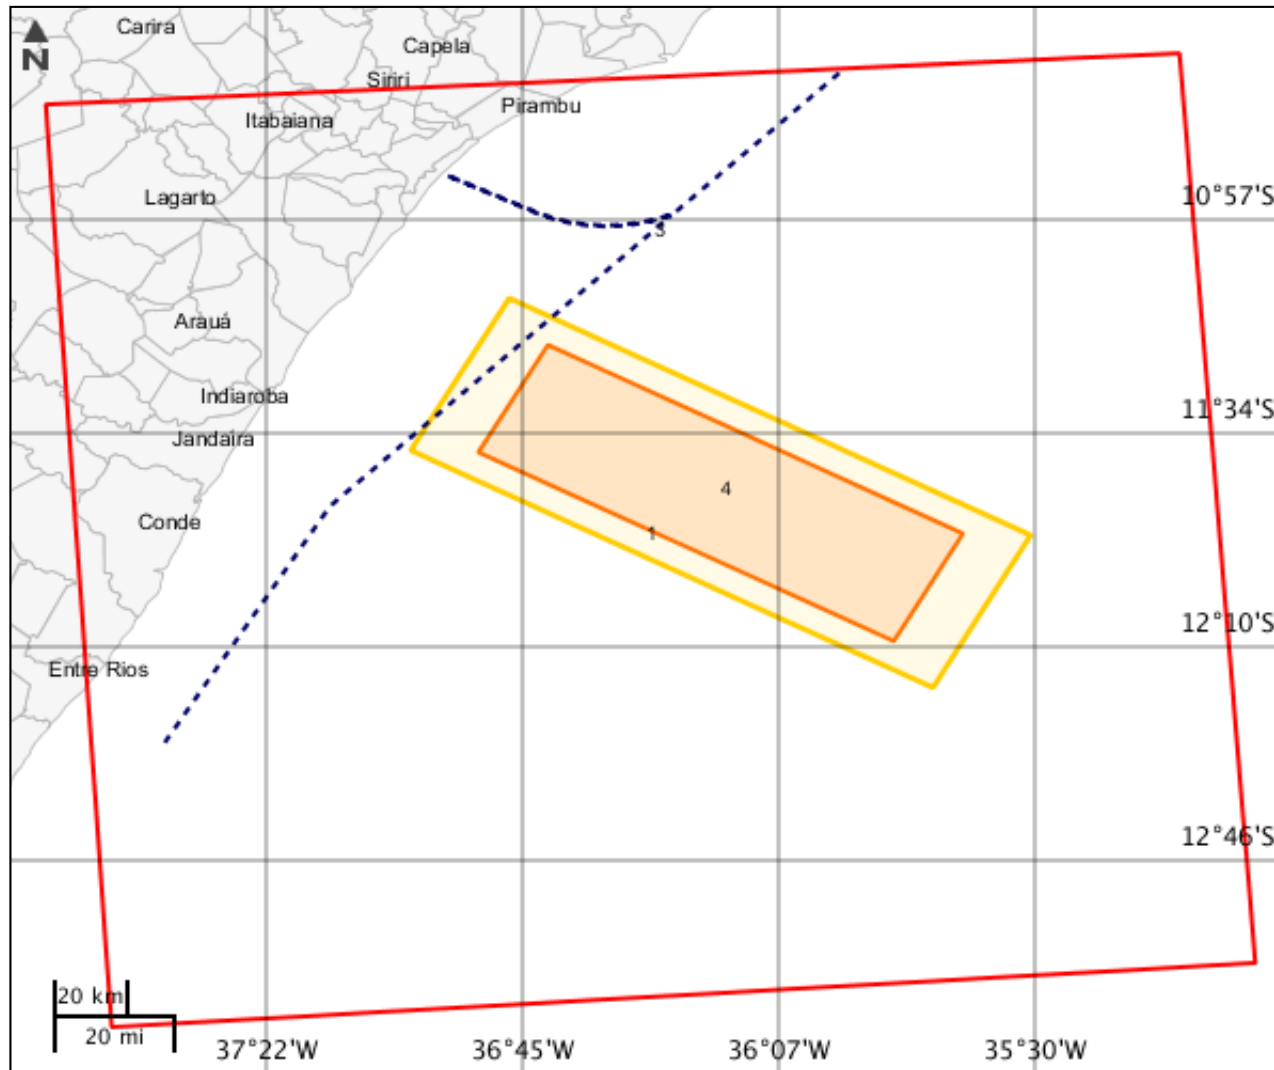 Carira
Capela
N
Siriri
Pirambu
Itabaiana
Lagarto
10°57'S
3
Arauá
Indiaroba
11°34'S
Jandaíra
4
Conde
1
12°10'S
Entre Rios
12°46'S
20 km
20 mi
37°22'W
36°45'W
36°07'W
35°30'W